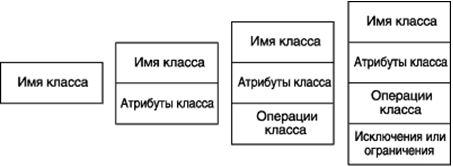 Имя класса
Имя класса
Атрибуты класса
Имя класса
Атрибуты класса
Операции
класса
Имя класса
Атрибуты класса
Операции
класса
Исключения или
ограничения